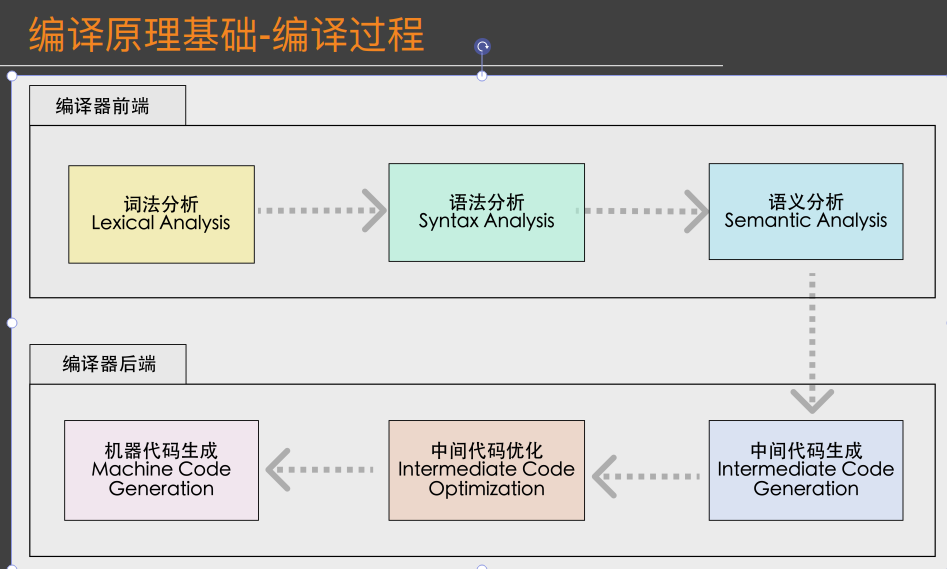 编译原理基础-编译过程
编译器前端
词法分析
Lexical Analysis
语法分析
Syntax Analysis
语义分析
Semantic Analysis
编译器后端
机器代码生成
Machine Code
Generation
中间代码优化
Intermediate Code
Optimization
中间代码生成
Intermediate Code
Generation